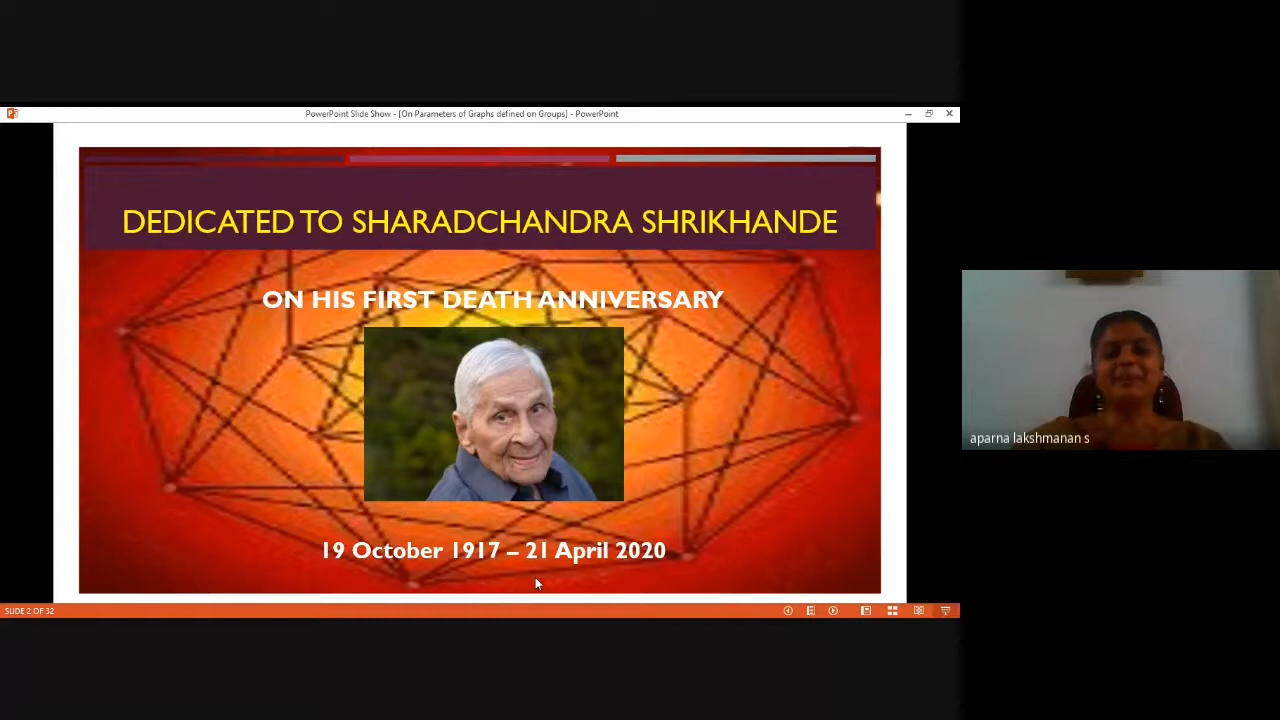 PowerPoint Slide Show - [On Parameters of Graphs defined on Groups] - PowerPoint
DEDICATED TO SHARADCHANDRA SHRIKHANDE
ON HIS FIRST DEATH ANNIVERSARY
19 October 1917 – 21 April 2020
aparna lakshmanan s
SLIDE 2 OF 32